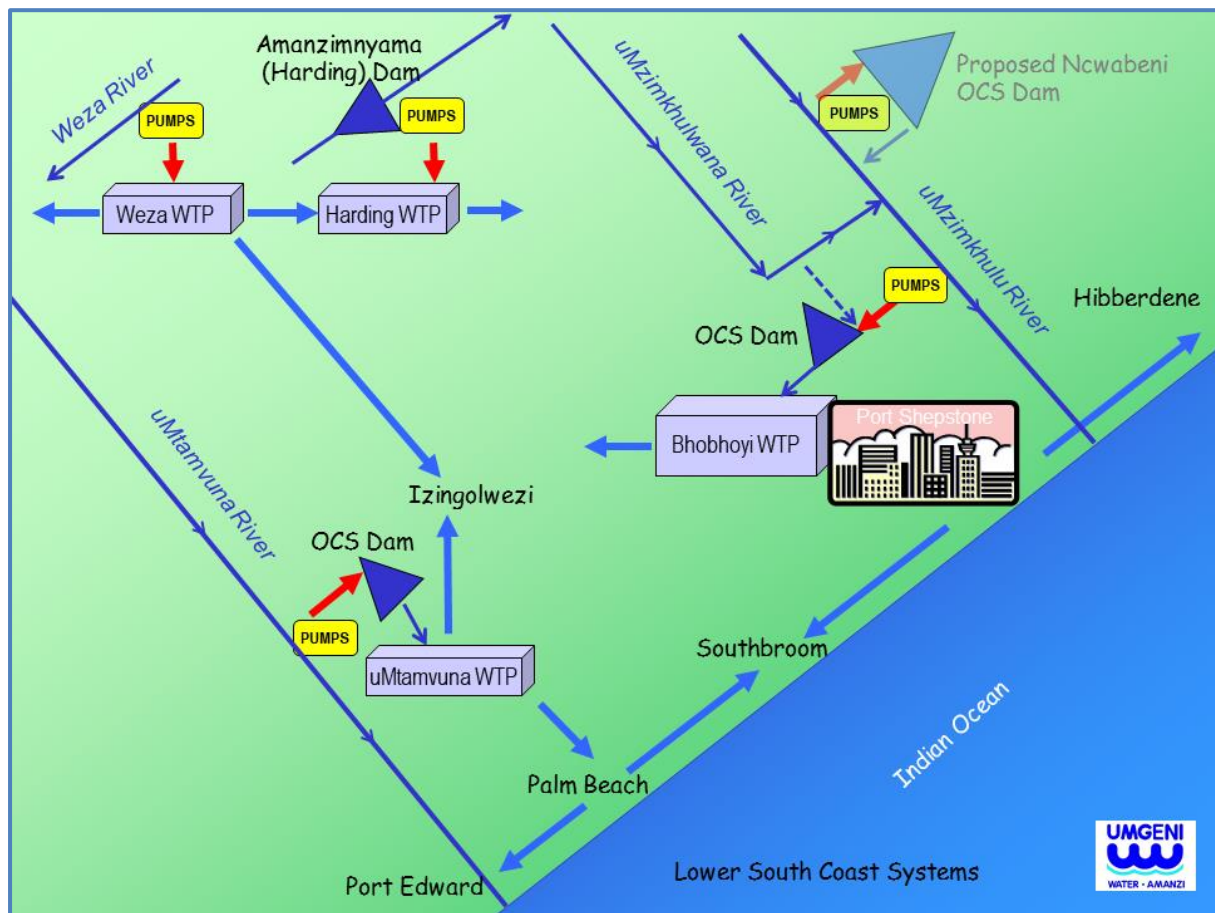 Amanzimnyama
(Harding) Dam
Weza River
PUMPS
PUMPS
uMzimkhulwana River
PUMPS
Proposed Ncwabeni
OCS Dam
Weza WTP
Harding WTP
uMzimkhulu River
PUMPS
Hibberdene
OCS Dam
Port Shepstone
Bhobhoyi WTP
uMtamvuna River
Izingolwezi
OCS Dam
PUMPS
uMtamvuna WTP
Southbroom
Indian Ocean
Palm Beach
Port Edward
Lower South Coast Systems
UMGENI
WATER • AMANZI